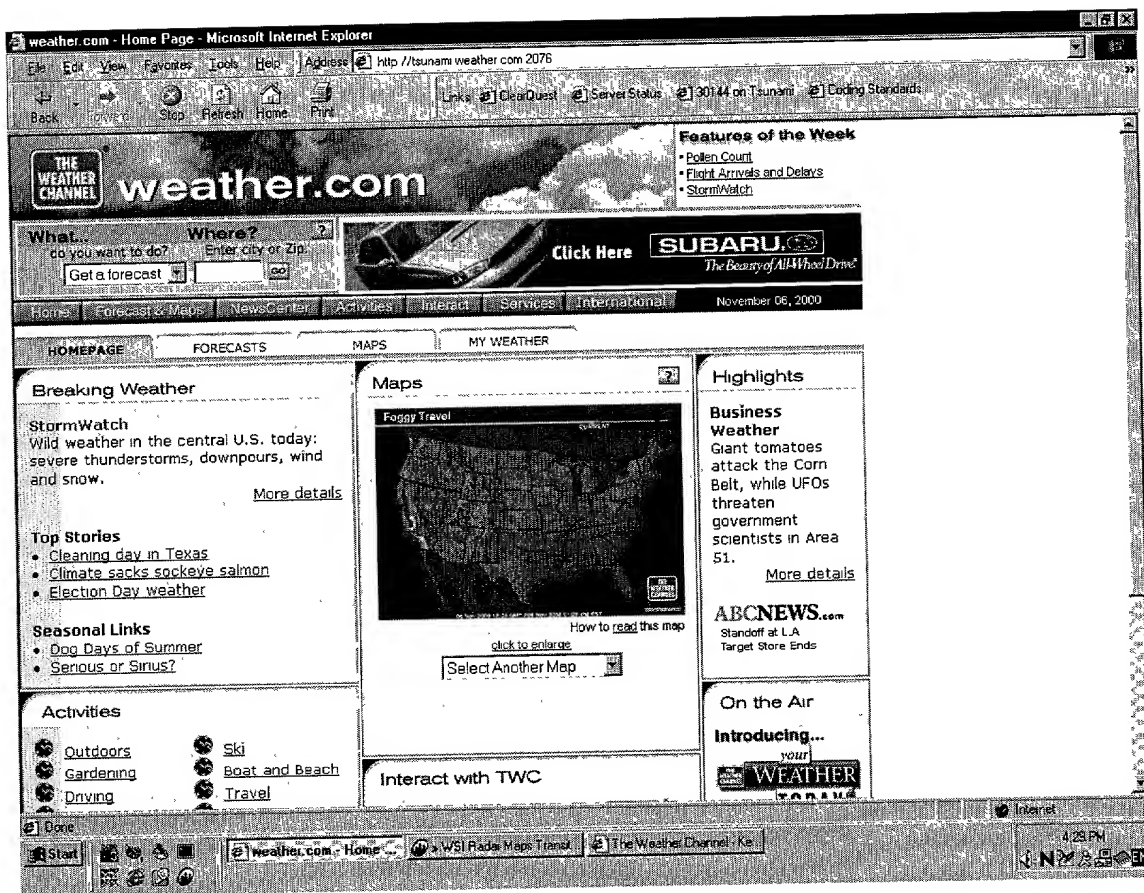 weather.com - Home Page - Microsoft Internet Explorer
File Edit View Favorites Tools Help Address http //tsunami weather com 2076
Back Forward Stop Refresh Home Print Links ClearQuest Server Status 30144 on Tsunami Coding Standards
THE WEATHER CHANNEL
weather.com
Features of the Week
Pollen Count
Flight Arrivals and Delays
StormWatch
What... Where? ?
do you want to do? Enter city or Zip.
Get a forecast GO
Click Here SUBARU.
The Beauty of All-Wheel Drive
Home Forecast & Maps NewsCenter Activities Interact Services International November 06, 2000
HOMEPAGE FORECASTS MAPS MY WEATHER
Breaking Weather
StormWatch
Wild weather in the central U.S. today:
severe thunderstorms, downpours, wind
and snow.
More details
Top Stories
• Cleaning day in Texas
• Climate sacks sockeye salmon
• Election Day weather
Seasonal Links
• Dog Days of Summer
• Serious or Sirius?
Activities
Outdoors Ski
Gardening Boat and Beach
Driving Travel
Maps ?
Foggy Travel
CURRENT
THE WEATHER CHANNEL
How to read this map
click to enlarge
Select Another Map
Interact with TWC
Highlights
Business
Weather
Giant tomatoes
attack the Corn
Belt, while UFOs
threaten
government
scientists in Area
51.
More details
ABCNEWS.com
Standoff at L.A
Target Store Ends
On the Air
Introducing...
your
WEATHER
TODAY
Done Internet
Start weather.com - Home ... WSI Radar Maps Transit The Weather Channel - Ke 4:29 PM